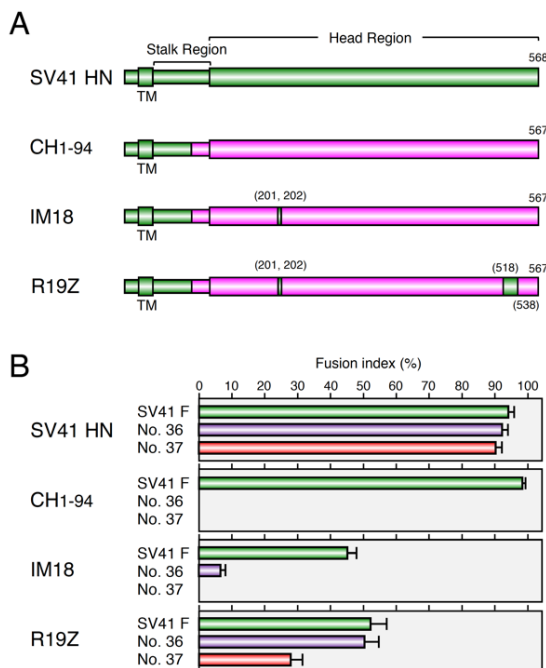 A
Head Region
Stalk Region
568
SV41 HN
TM
567
CH1-94
TM
(201, 202)
567
IM18
TM
(201, 202)
(518)
567
R19Z
(538)
TM
B
Fusion index (%)
0 10 20 30 40 50 60 70 80 90 100
SV41 HN
SV41 F
No. 36
No. 37
CH1-94
SV41 F
No. 36
No. 37
IM18
SV41 F
No. 36
No. 37
R19Z
SV41 F
No. 36
No. 37